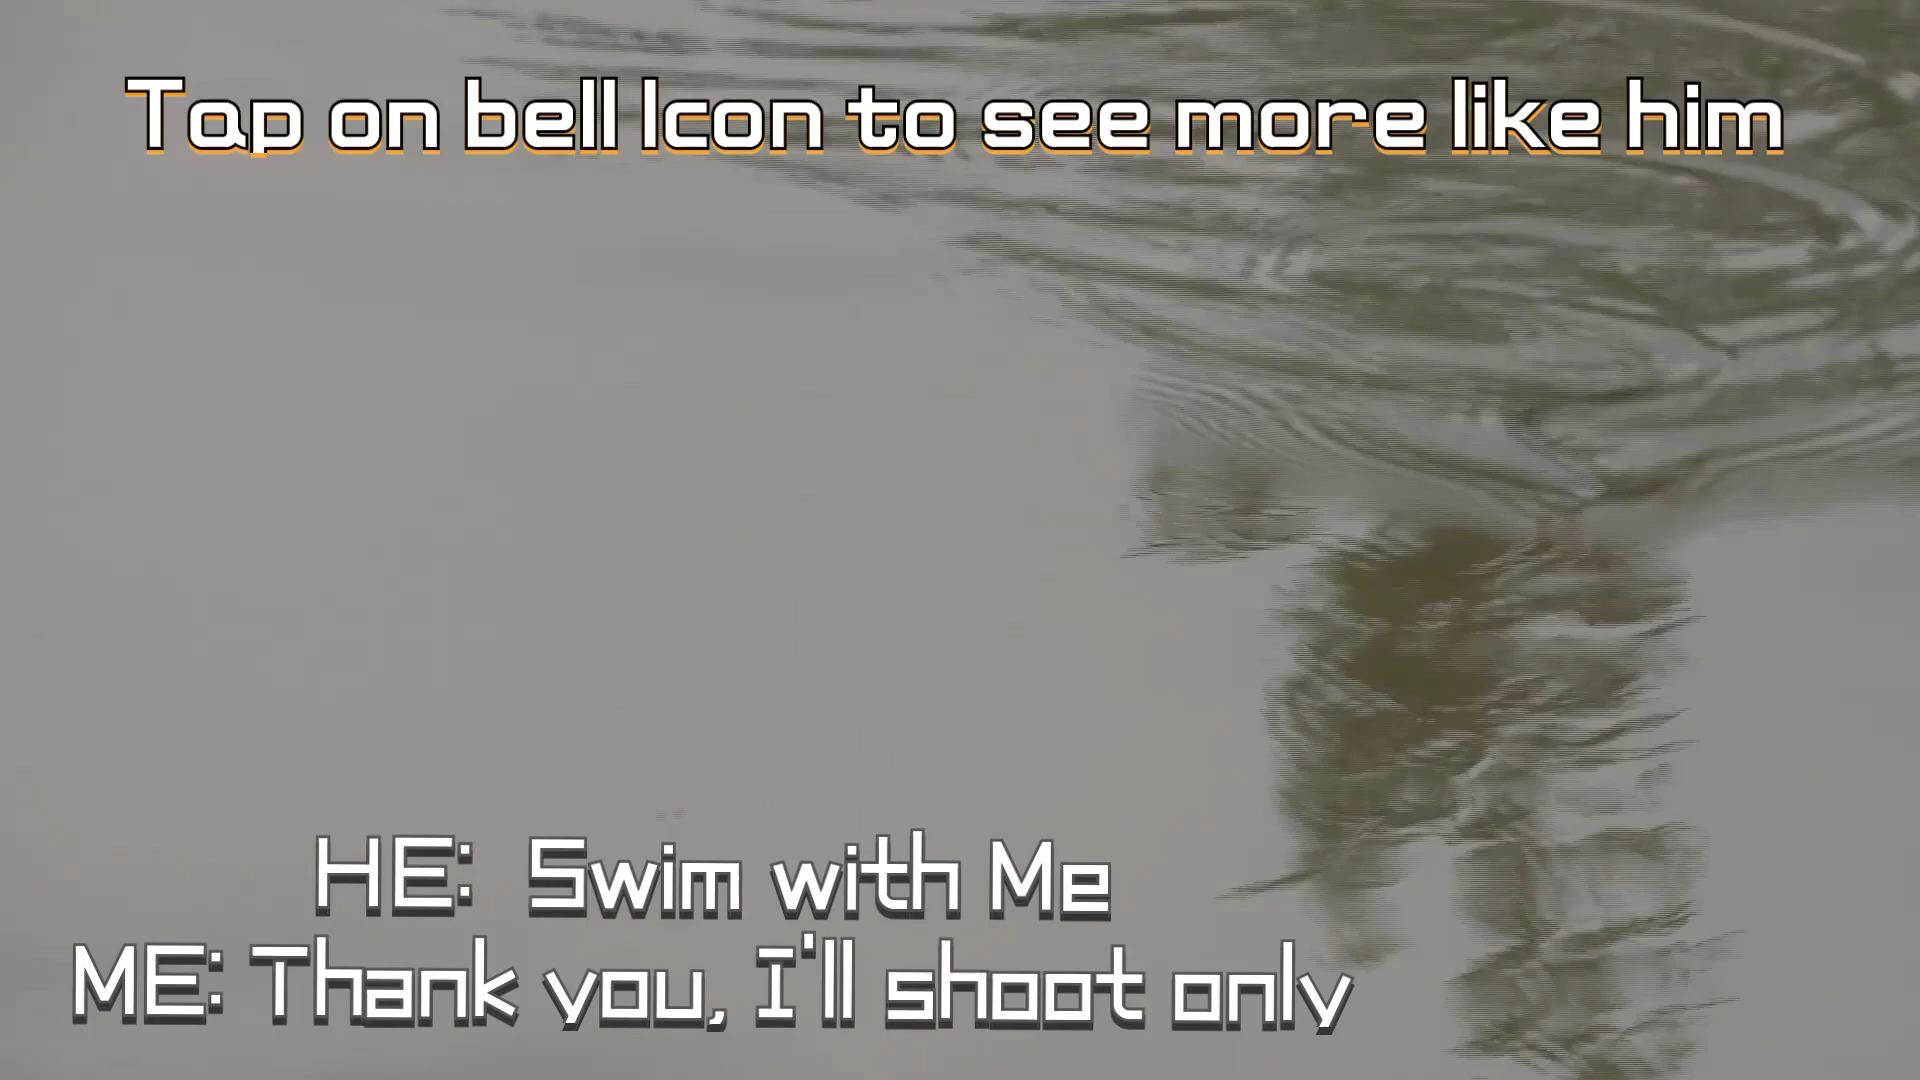 Tap on bell Icon to see more like him
HE: Swim with Me
ME: Thank you, I'll shoot only